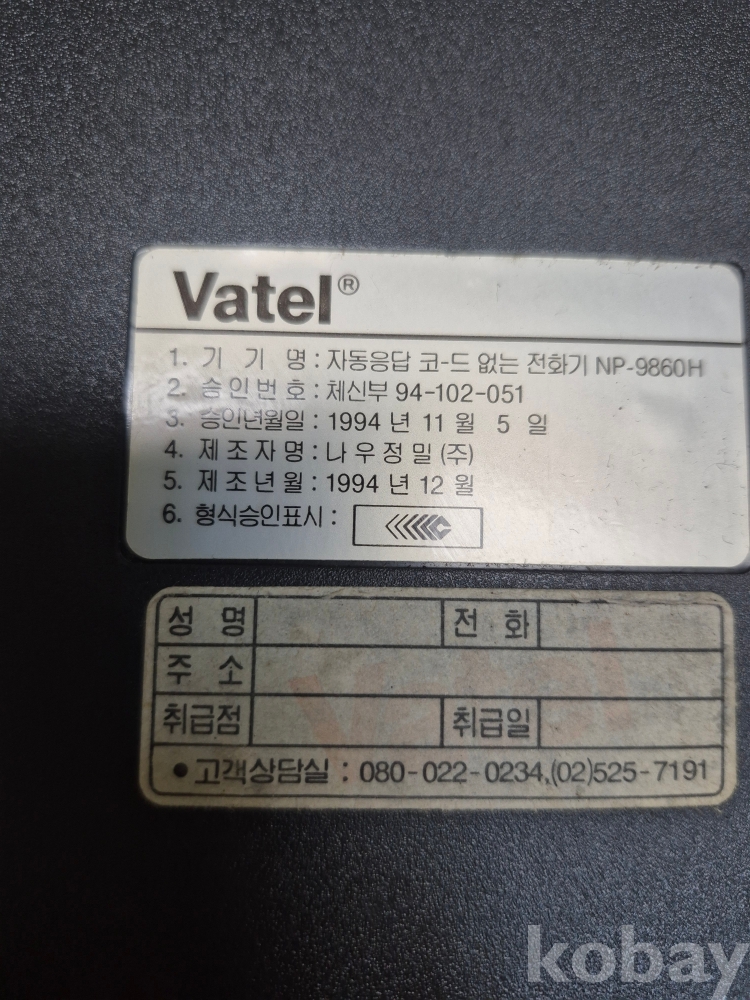 Vatel®
1. 기 기 명 : 자동응답 코-드 없는 전화기 NP-9860H
2. 승인번호 : 체신부 94-102-051
3. 승인년월일 : 1994 년 11 월 5 일
4. 제조자명 : 나우정밀 (주)
5. 제조년월 : 1994 년 12 월
6. 형식승인표시 :
성 명 전 화
주 소
취급점 취급일
• 고객상담실 : 080-022-0234,(02)525-7191
kobay